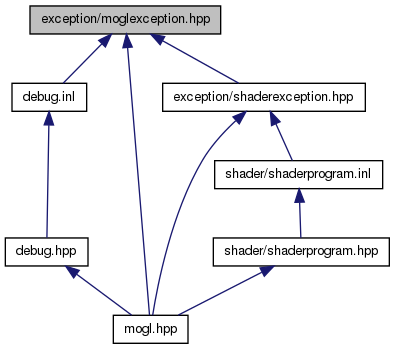 exception/moglexception.hpp
debug.inl
exception/shaderexception.hpp
shader/shaderprogram.inl
debug.hpp
shader/shaderprogram.hpp
mogl.hpp